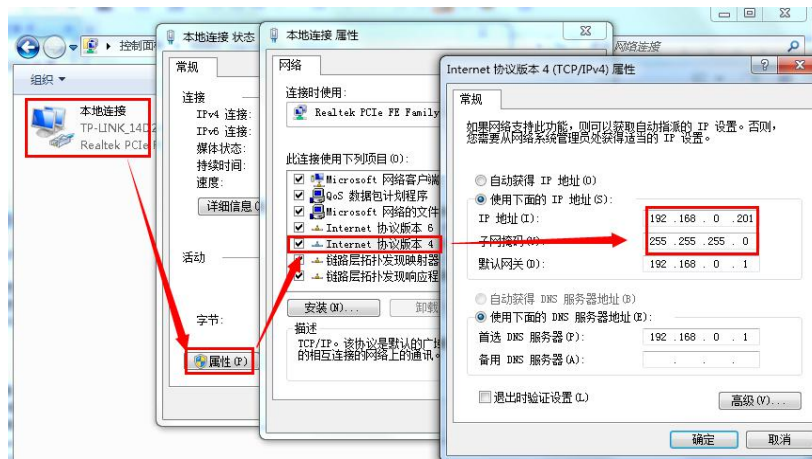 控制面
网络连接
组织
本地连接
TP-LINK_14D2
Realtek PCIe
本地连接 状态
常规
连接
IPv4 连接:
IPv6 连接:
媒体状态:
持续时间:
速度:
详细信息(
活动
字节:
属性(P)
本地连接 属性
网络
连接时使用:
Realtek PCIe FE Family
此连接使用下列项目(O):
Microsoft 网络客户端
QoS 数据包计划程序
Microsoft 网络的文件
Internet 协议版本 6
Internet 协议版本 4
链路层拓扑发现映射器
链路层拓扑发现响应程
安装(N)...
卸载
描述
TCP/IP。该协议是默认的广域
的相互连接的网络上的通讯。
Internet 协议版本 4 (TCP/IPv4) 属性
常规
如果网络支持此功能，则可以获取自动指派的 IP 设置。否则，
您需要从网络系统管理员处获得适当的 IP 设置。
自动获得 IP 地址(O)
使用下面的 IP 地址(S):
IP 地址(I): 192 .168 . 0 .201
子网掩码(U): 255 .255 .255 . 0
默认网关(D): 192 .168 . 0 . 1
自动获得 DNS 服务器地址(B)
使用下面的 DNS 服务器地址(E):
首选 DNS 服务器(P): 192 .168 . 0 . 1
备用 DNS 服务器(A): . . .
退出时验证设置(L)
高级(V)...
确定
取消